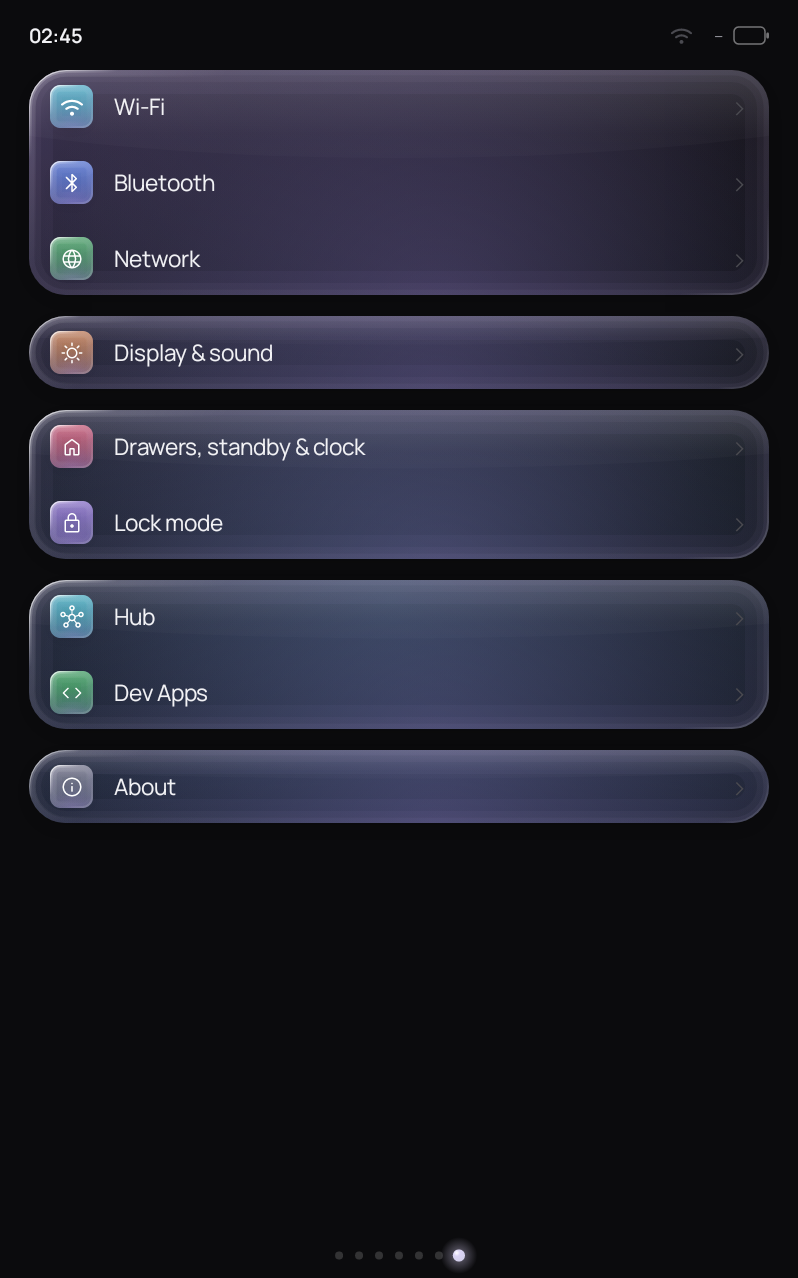 02:45
–
Wi-Fi
Bluetooth
Network
Display & sound
Drawers, standby & clock
Lock mode
Hub
Dev Apps
About